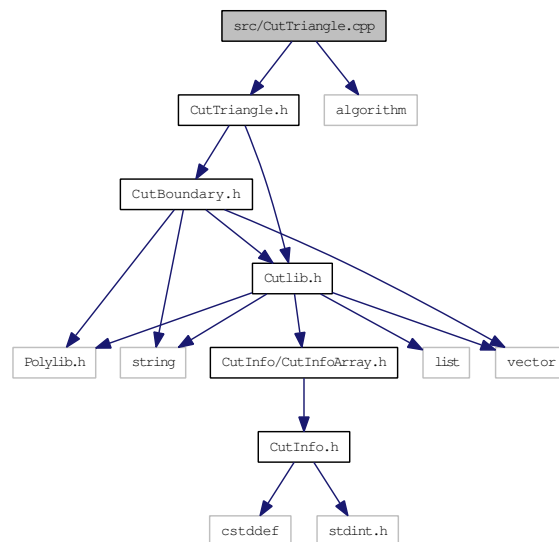 src/CutTriangle.cpp
CutTriangle.h
algorithm
CutBoundary.h
Cutlib.h
Polylib.h
string
CutInfo/CutInfoArray.h
list
vector
CutInfo.h
cstddef
stdint.h